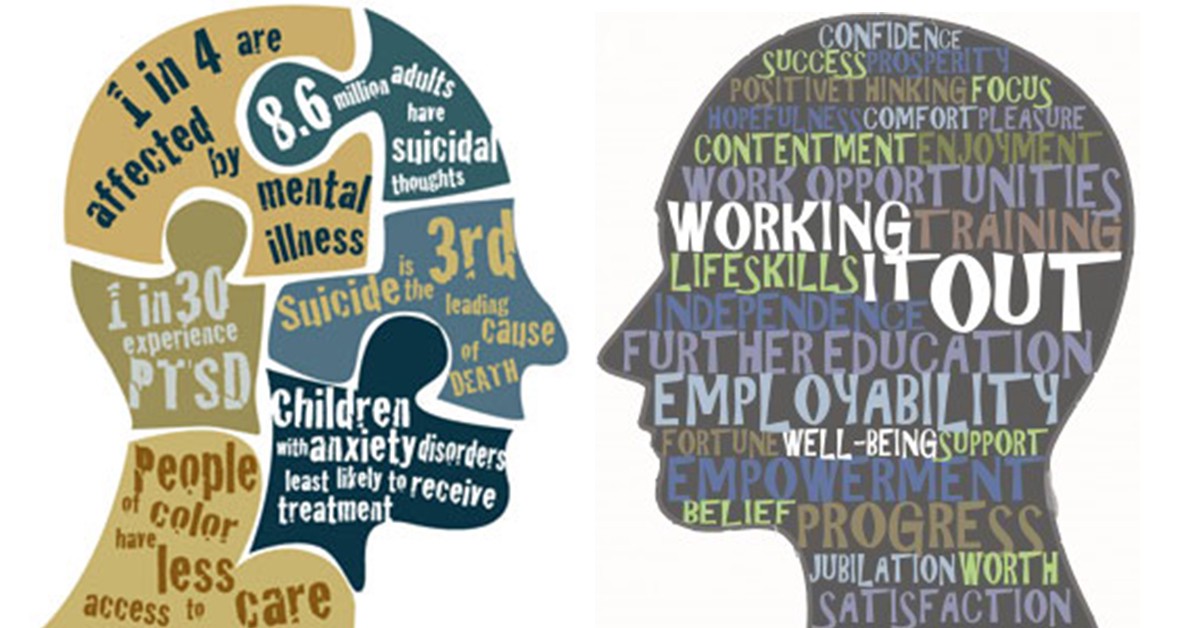 1 in 4 are
affected by
mental
illness
8.6 million adults
have
suicidal
thoughts
1 in 30
experience
PTSD
Suicide is the 3rd
leading
cause
of
DEATH
Children
with anxiety disorders
least likely to receive
treatment
People
of color
have less
access to care
CONFIDENCE
SUCCESS PROSPERITY
POSITIVE THINKING FOCUS
HOPEFULNESS COMFORT PLEASURE
CONTENTMENT ENJOYMENT
WORK OPPORTUNITIES
WORKING TRAINING
LIFESKILLS IT OUT
INDEPENDENCE
FURTHER EDUCATION
EMPLOYABILITY
FORTUNE WELL-BEING SUPPORT
EMPOWERMENT
BELIEF PROGRESS
JUBILATION WORTH
SATISFACTION